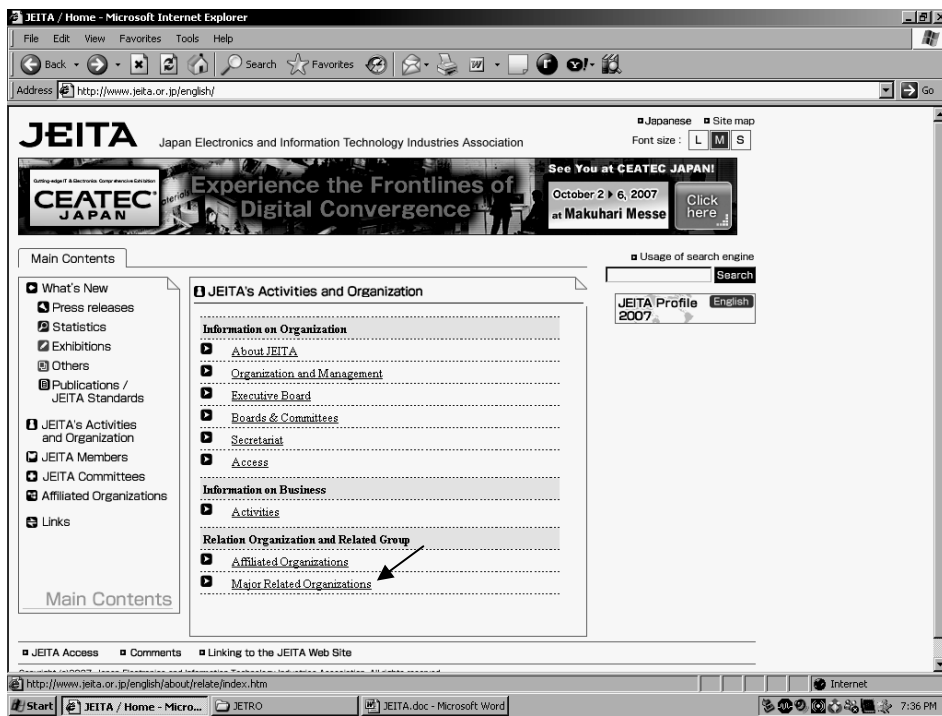 JEITA / Home - Microsoft Internet Explorer
File Edit View Favorites Tools Help
Back Search Favorites
Address http://www.jeita.or.jp/english/ Go
Japanese Site map
JEITA Japan Electronics and Information Technology Industries Association Font size : L M S
Cutting-edge IT & Electronics Comprehensive Exhibition
CEATEC
JAPAN
Experience the Frontlines of
Digital Convergence
See You at CEATEC JAPAN!
October 2 ▶ 6, 2007
at Makuhari Messe
Click
here
Main Contents
Usage of search engine
Search
JEITA Profile English
2007
What's New
Press releases
Statistics
Exhibitions
Others
Publications /
JEITA Standards
JEITA's Activities
and Organization
JEITA Members
JEITA Committees
Affiliated Organizations
Links
Main Contents
JEITA's Activities and Organization
Information on Organization
About JEITA
Organization and Management
Executive Board
Boards & Committees
Secretariat
Access
Information on Business
Activities
Relation Organization and Related Group
Affiliated Organizations
Major Related Organizations
JEITA Access Comments Linking to the JEITA Web Site
http://www.jeita.or.jp/english/about/relate/index.htm Internet
Start JEITA / Home - Micro... JETRO JEITA.doc - Microsoft Word 7:36 PM